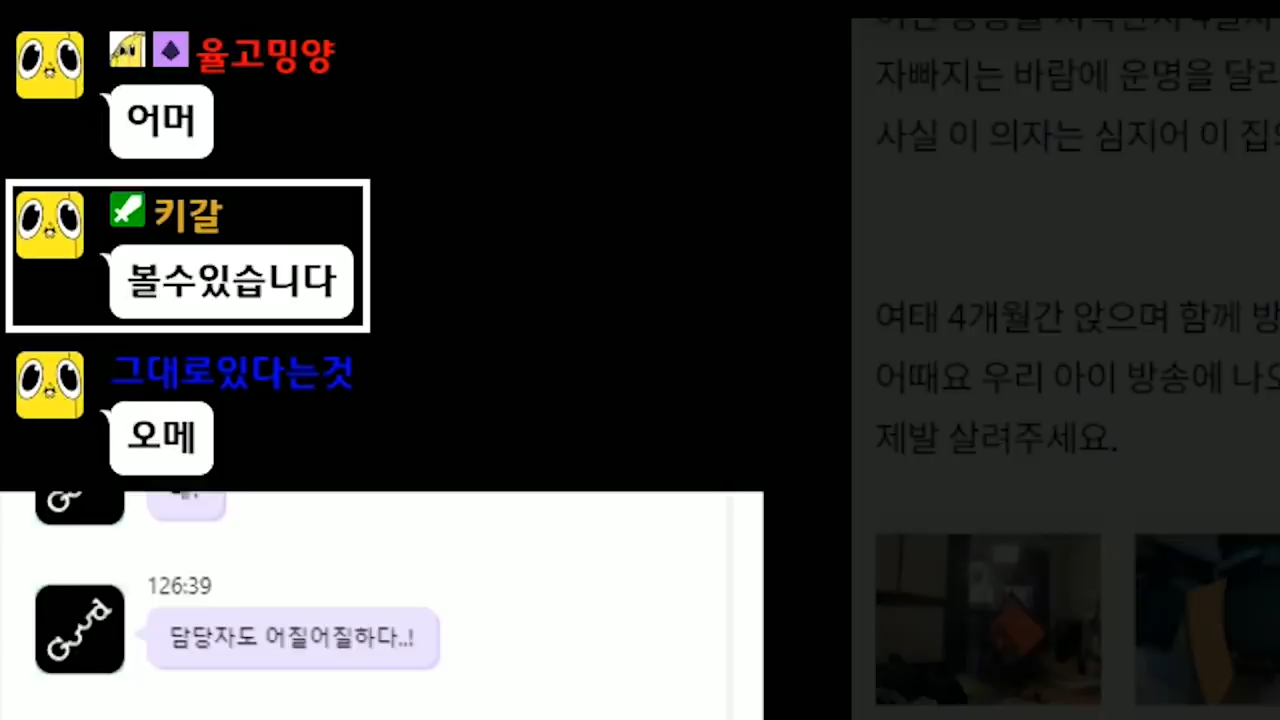 율고밍양
어머
키갈
볼수있습니다
그대로있다는것
오메
126:39
담당자도 어질어질하다..!
Guud
자빠지는 바람에 운명을 달리
사실 이 의자는 심지어 이 집
여태 4개월간 앉으며 함께 방
어때요 우리 아이 방송에 나오
제발 살려주세요.